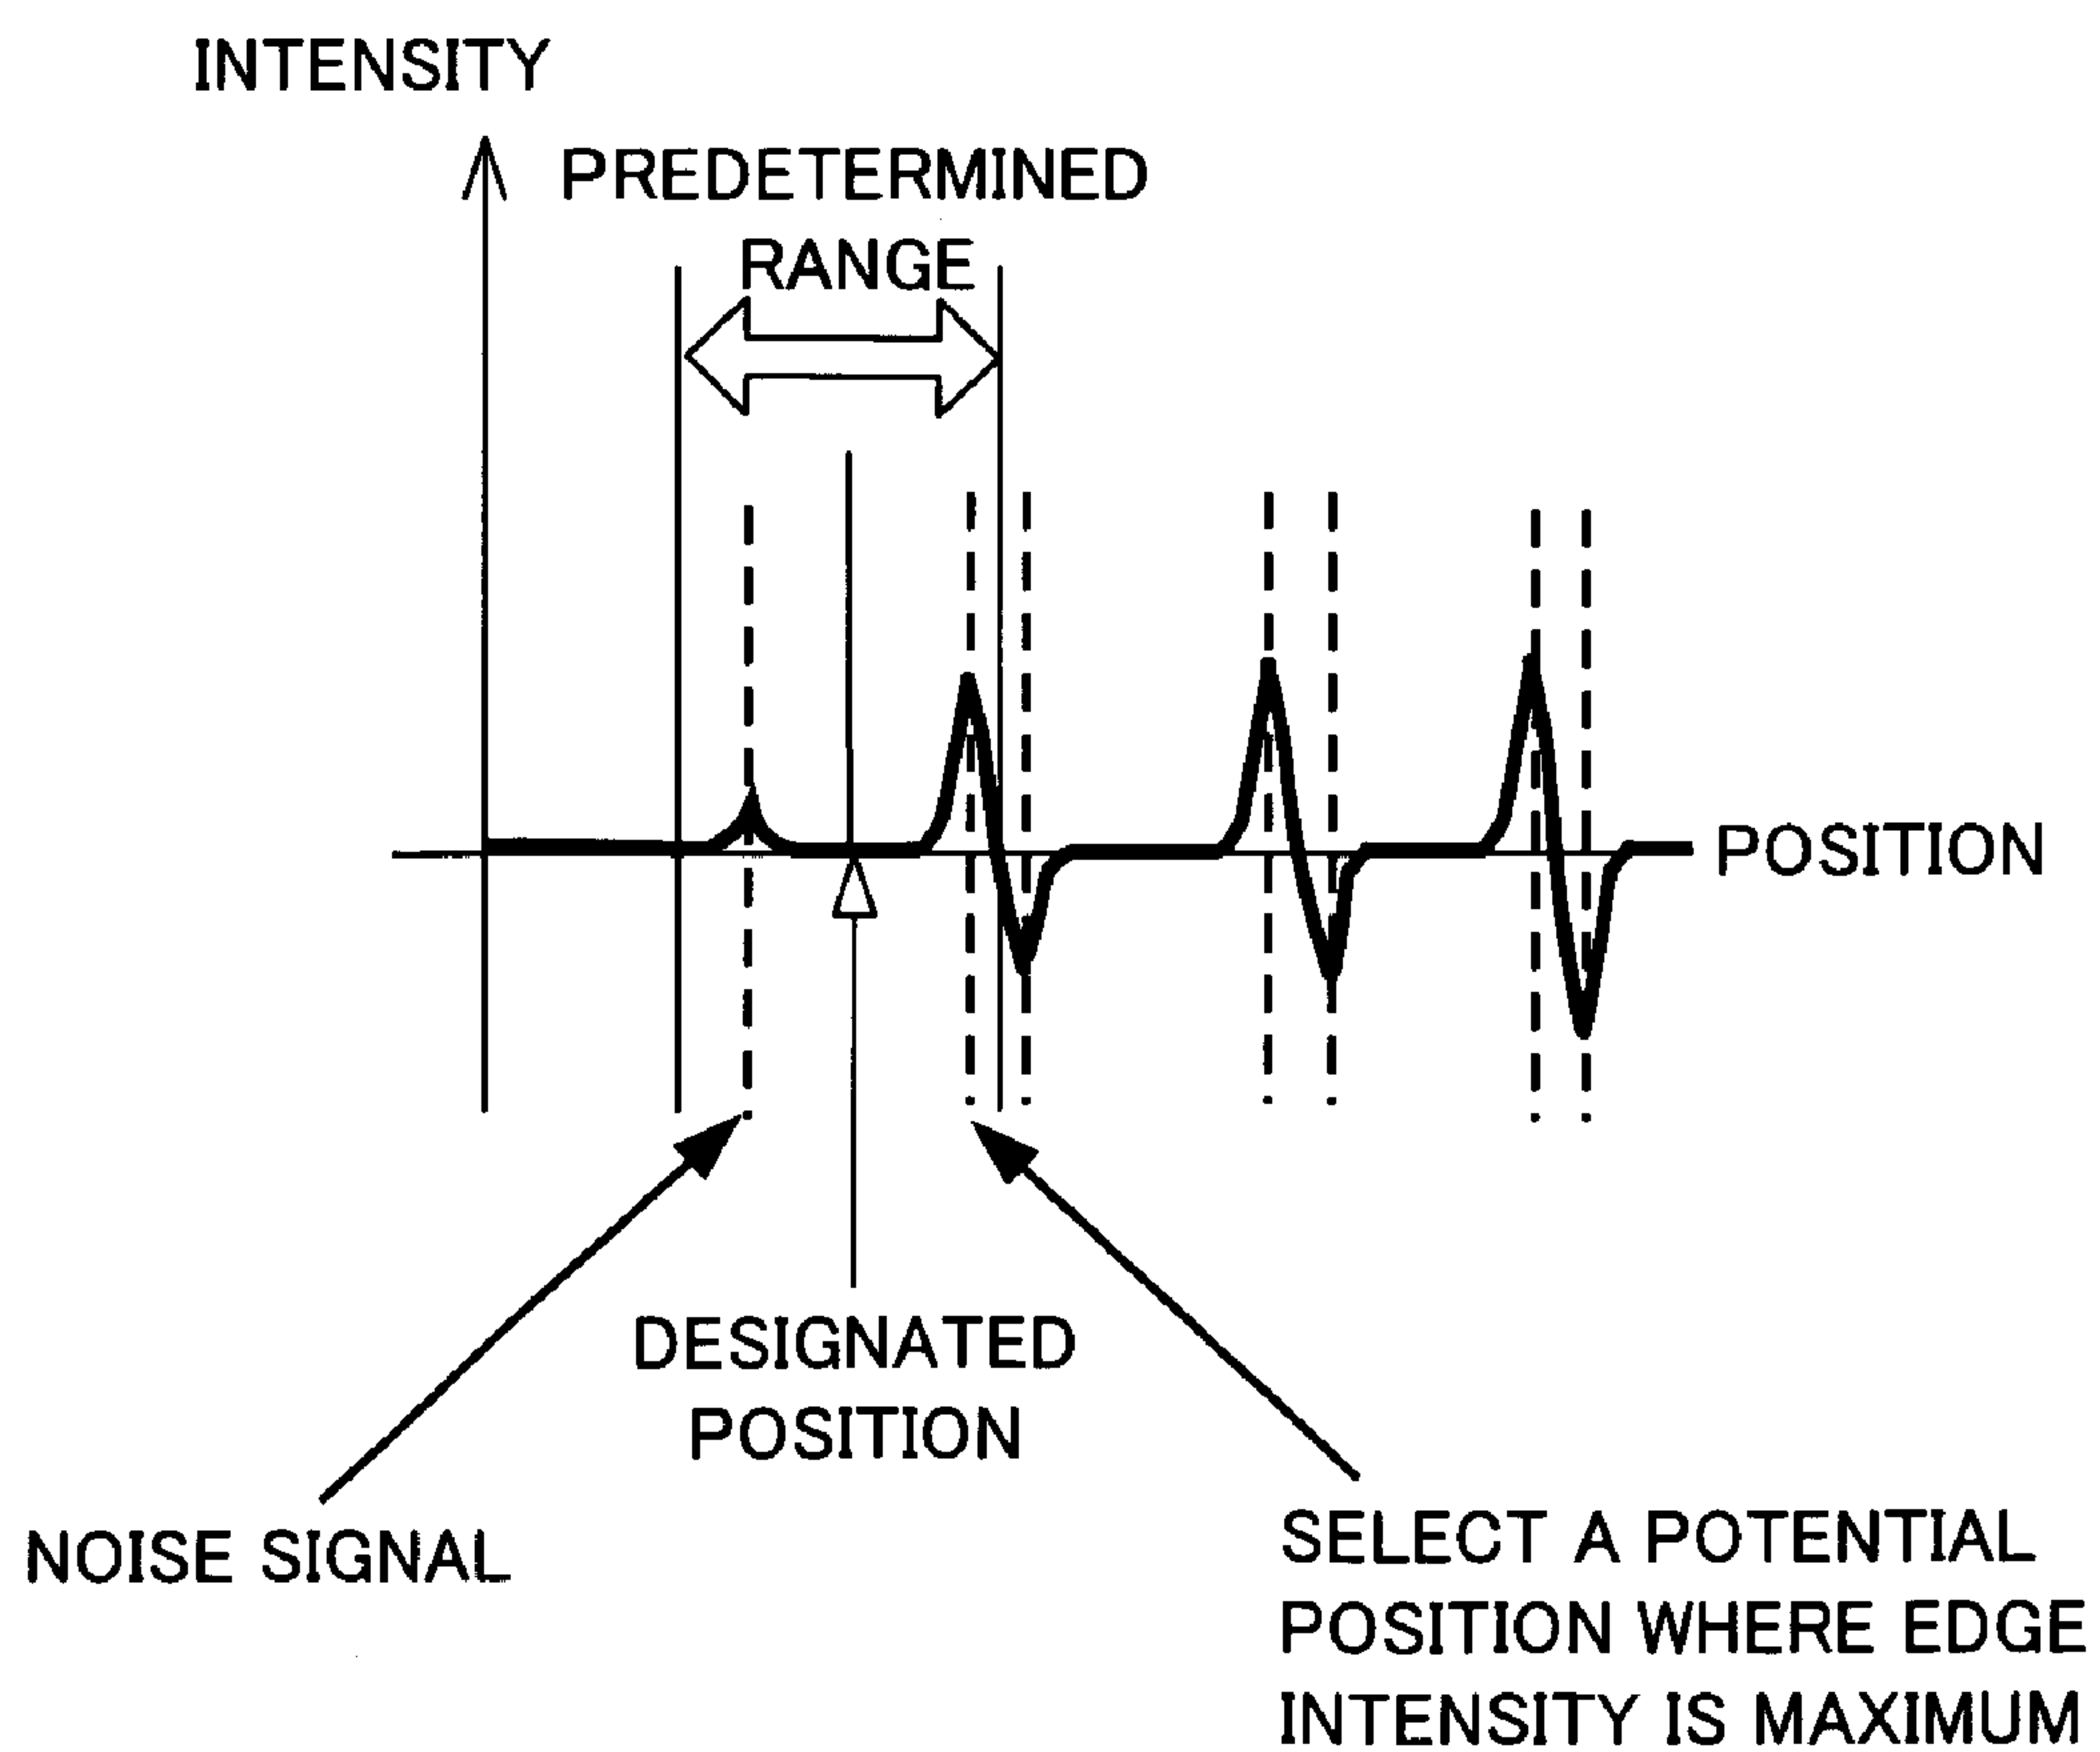 INTENSITY
PREDETERMINED
RANGE
POSITION
DESIGNATED
POSITION
NOISE SIGNAL
SELECT A POTENTIAL
POSITION WHERE EDGE
INTENSITY IS MAXIMUM